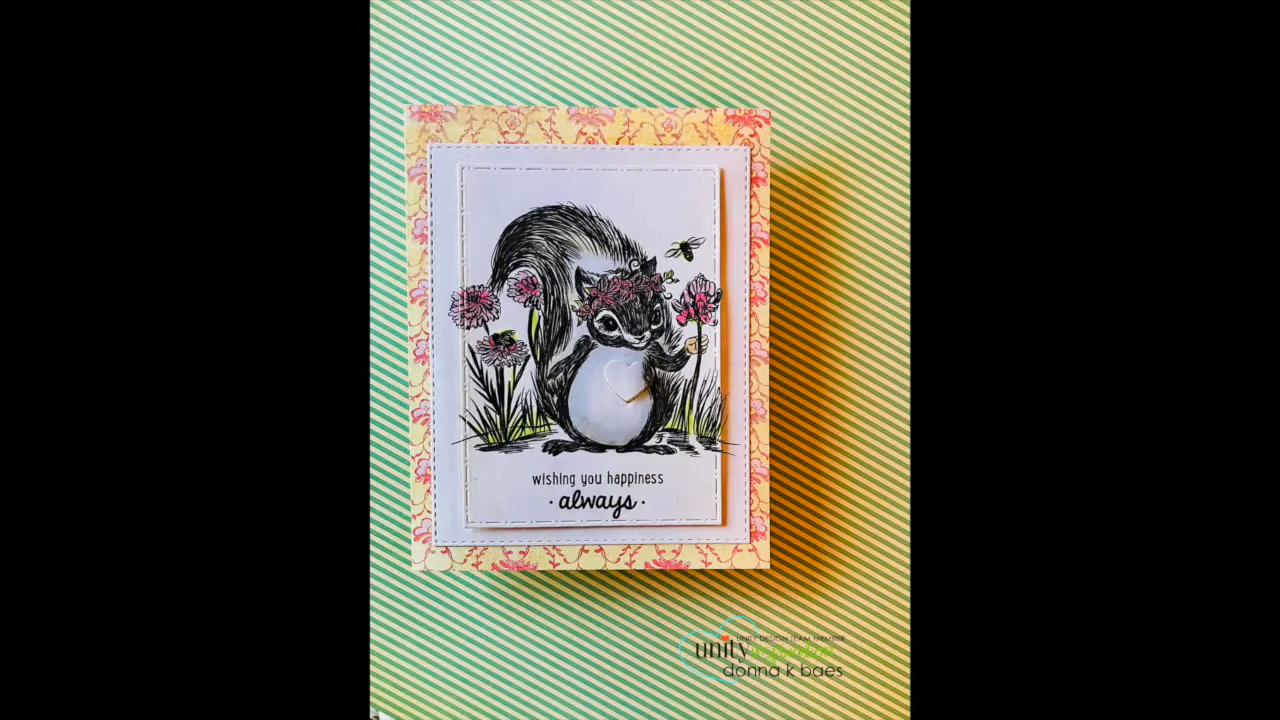 wishing you happiness
· always ·
UNITY DESIGN TEAM MEMBER
unity
donna k baes